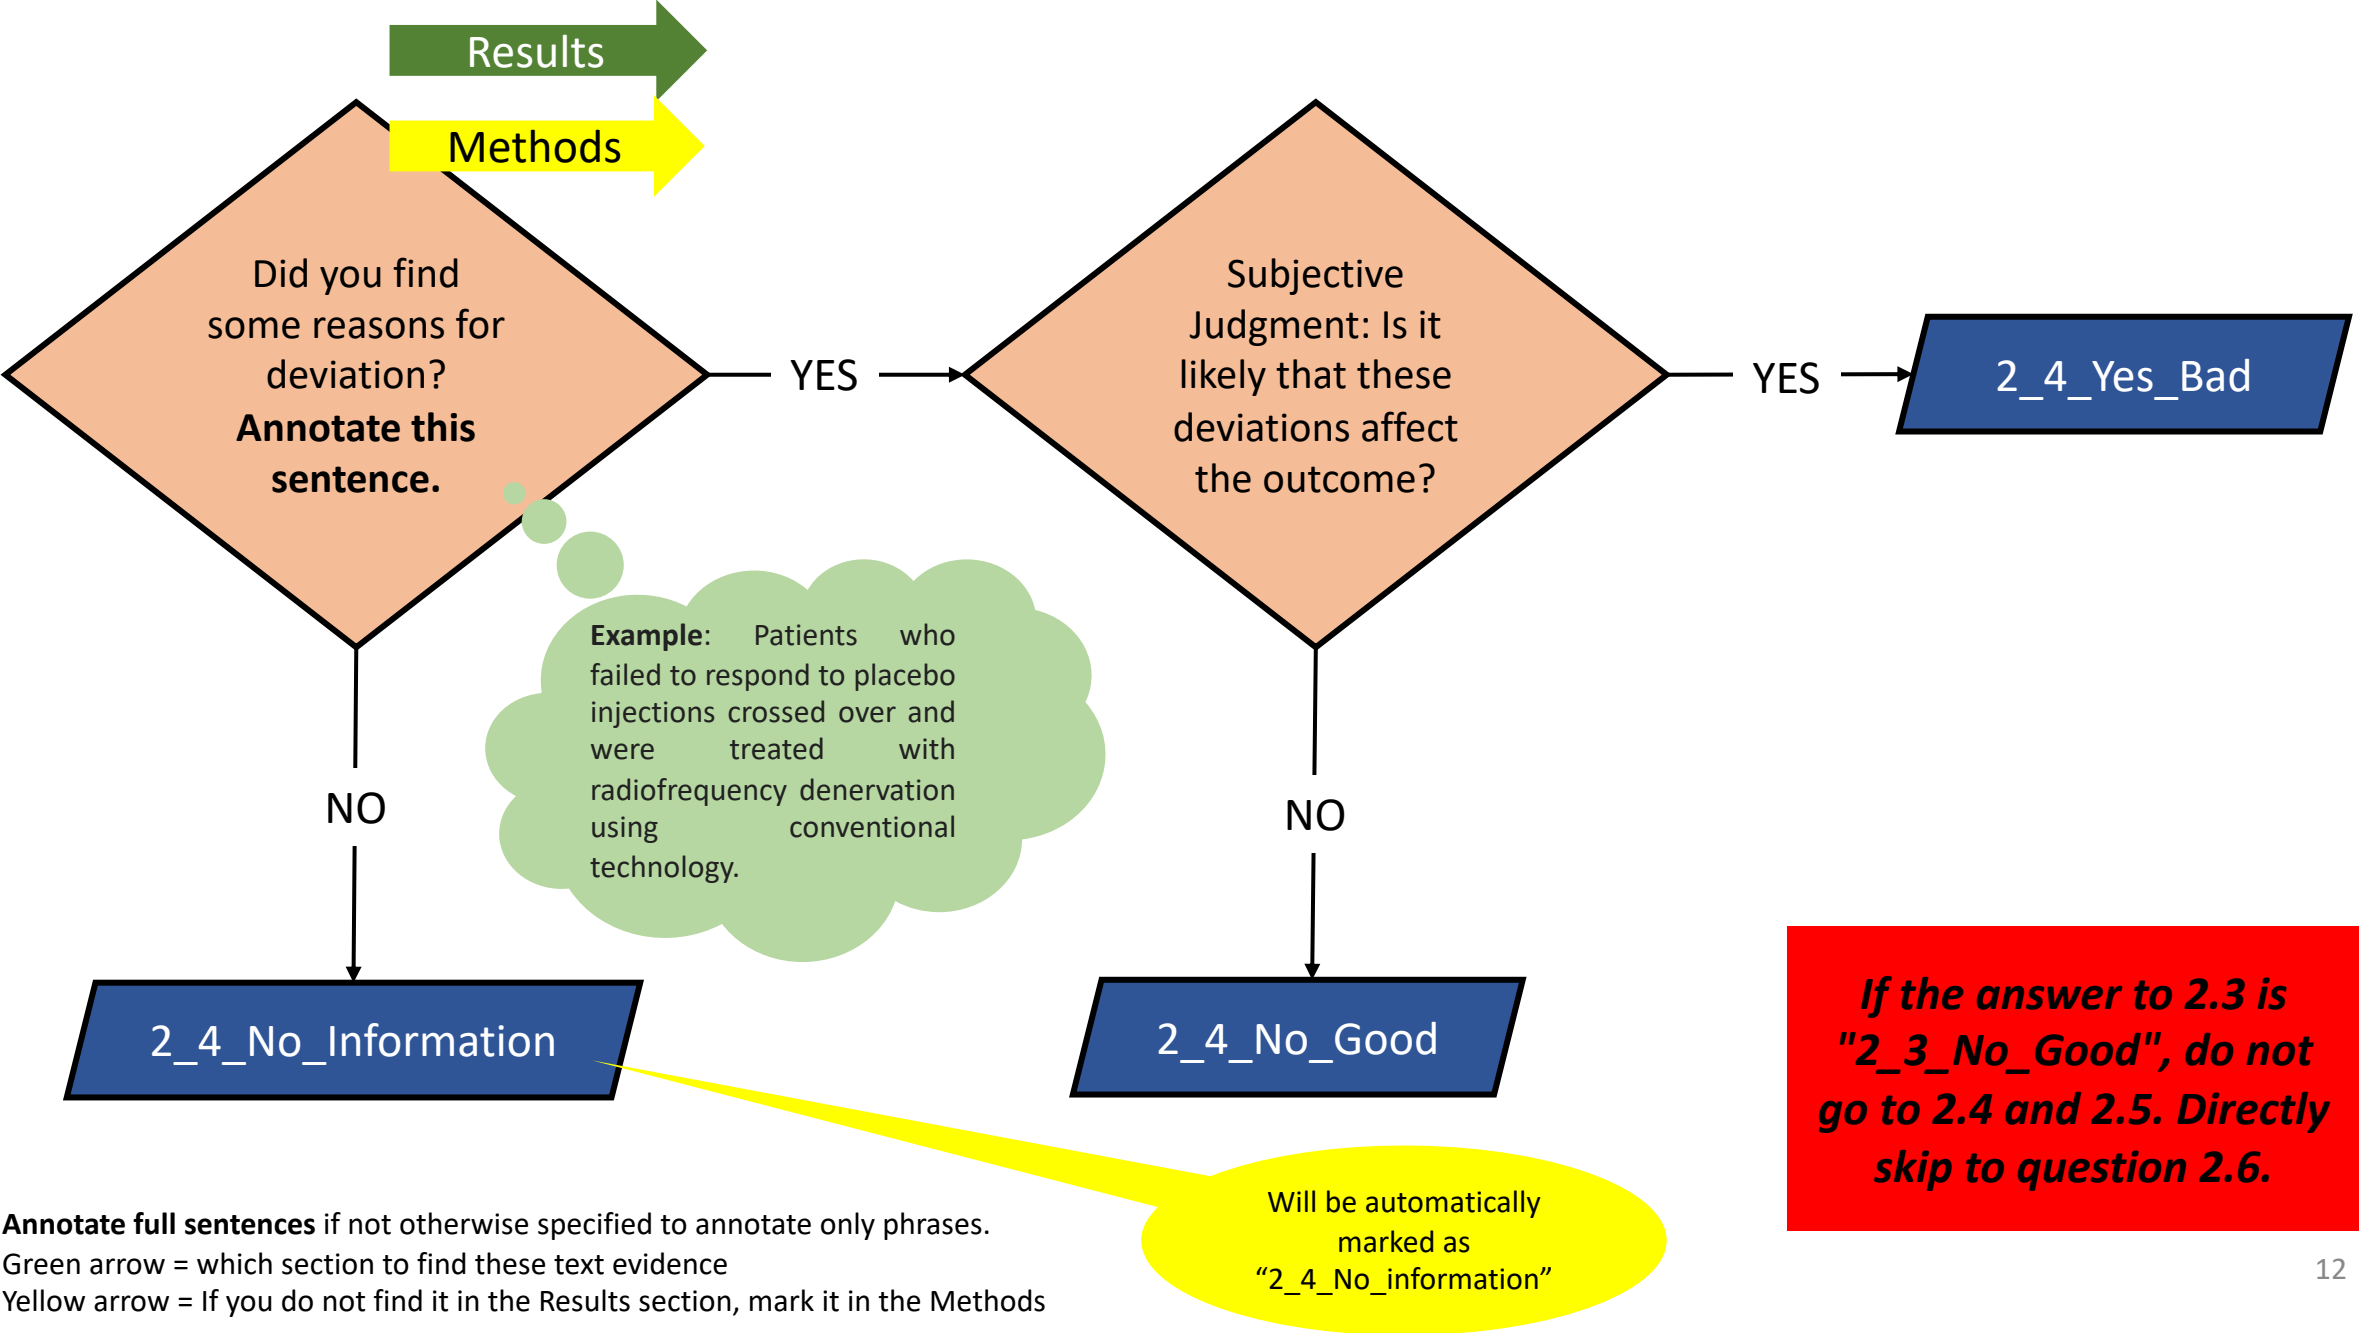 Results
Methods
Did you find
some reasons for
deviation?
Annotate this
sentence.
YES
Subjective
Judgment: Is it
likely that these
deviations affect
the outcome?
YES
2_4_Yes_Bad
Example: Patients who
failed to respond to placebo
injections crossed over and
were treated with
radiofrequency denervation
using conventional
technology.
NO
NO
2_4_No_Information
2_4_No_Good
If the answer to 2.3 is
"2_3_No_Good", do not
go to 2.4 and 2.5. Directly
skip to question 2.6.
Will be automatically
marked as
“2_4_No_information”
Annotate full sentences if not otherwise specified to annotate only phrases.
Green arrow = which section to find these text evidence
Yellow arrow = If you do not find it in the Results section, mark it in the Methods
12